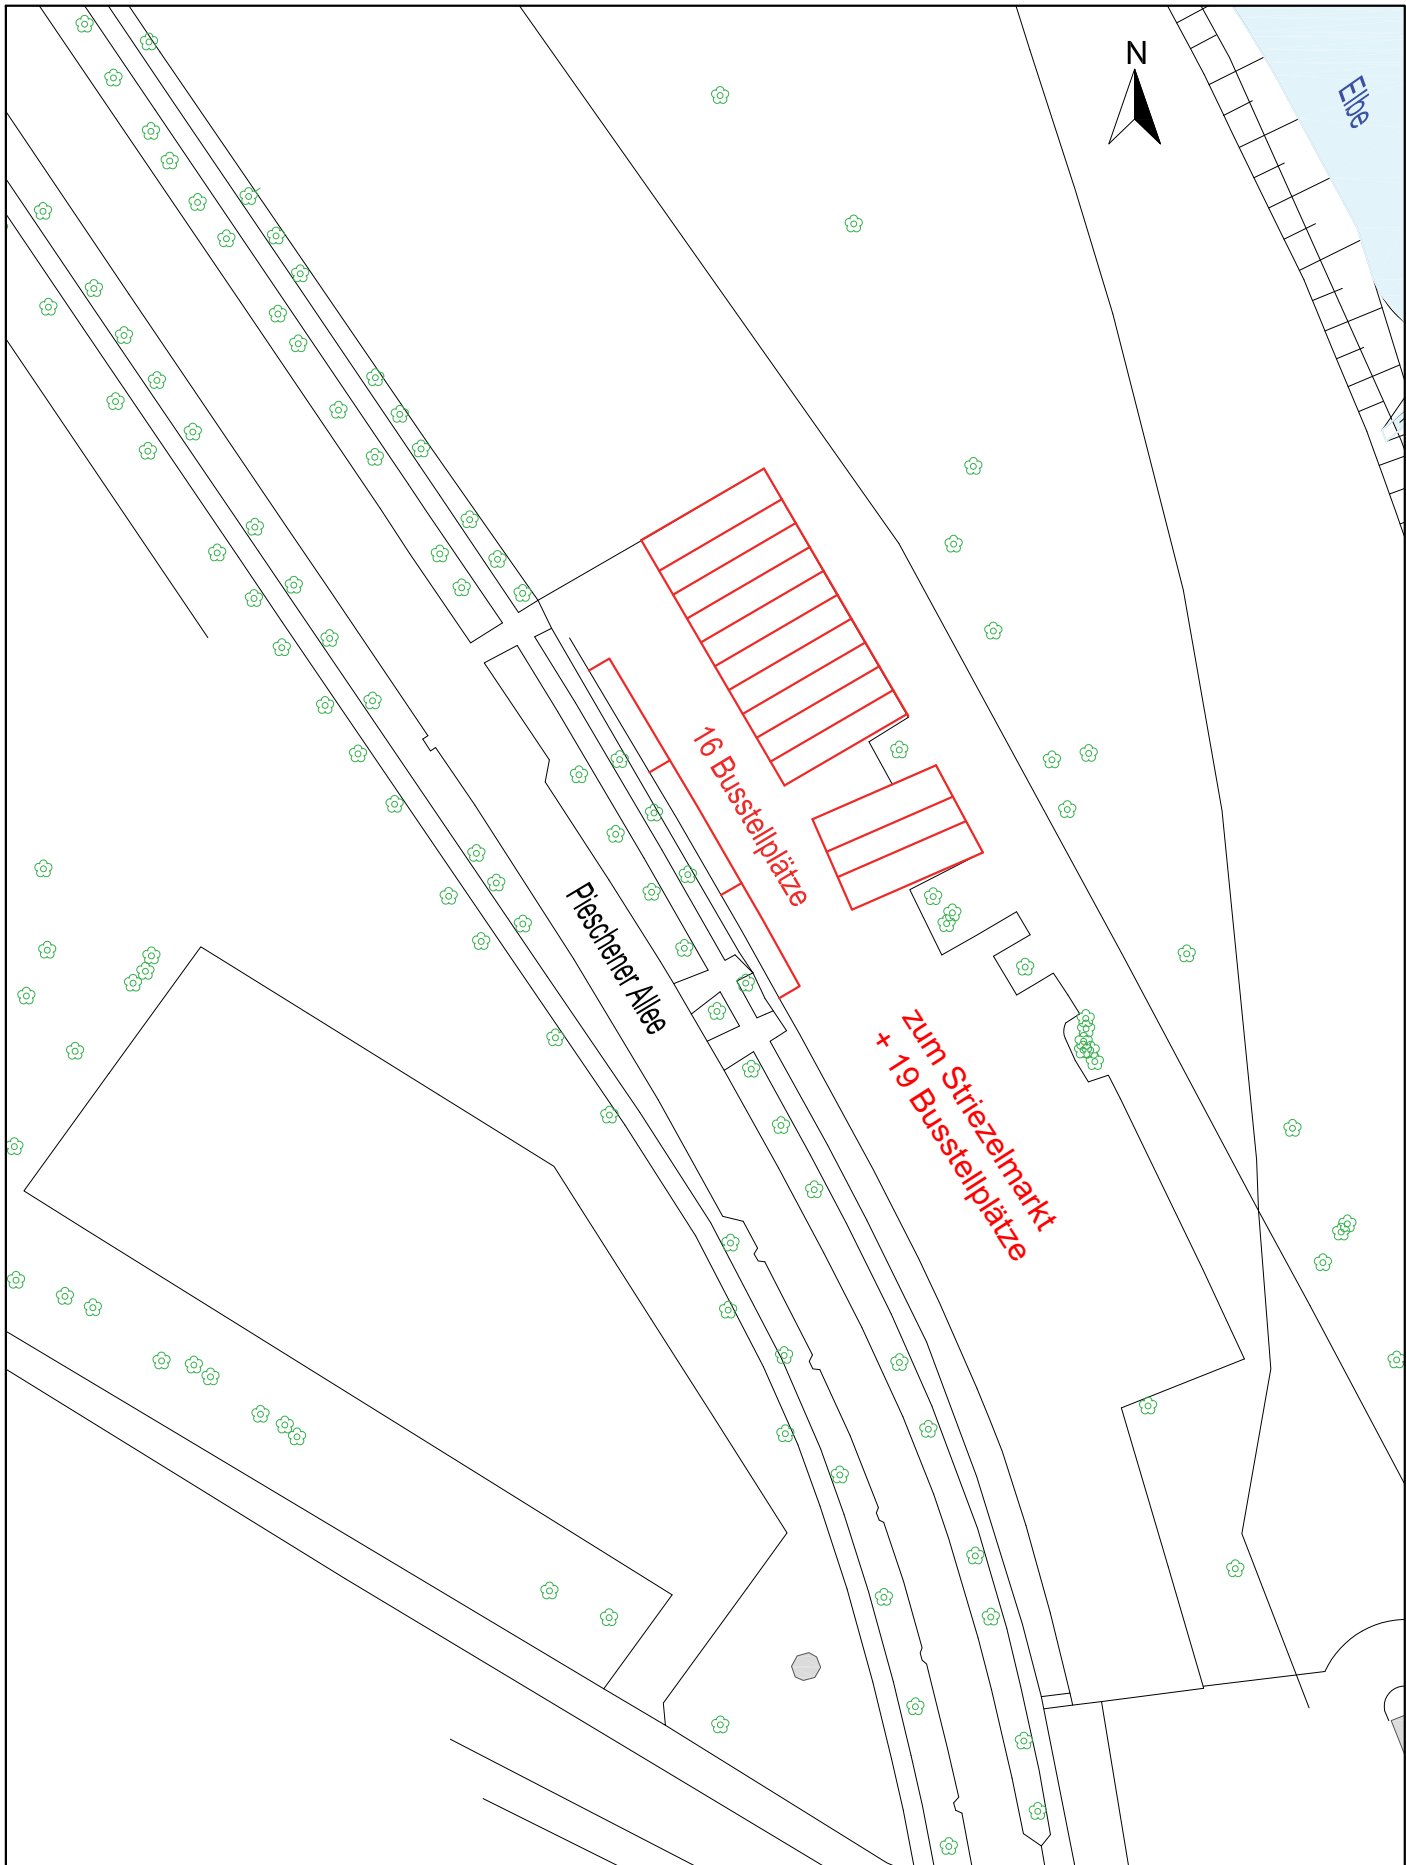 N
Elbe
16 Busstellplätze
Pieschener Allee
zum Striezelmarkt
+ 19 Busstellplätze